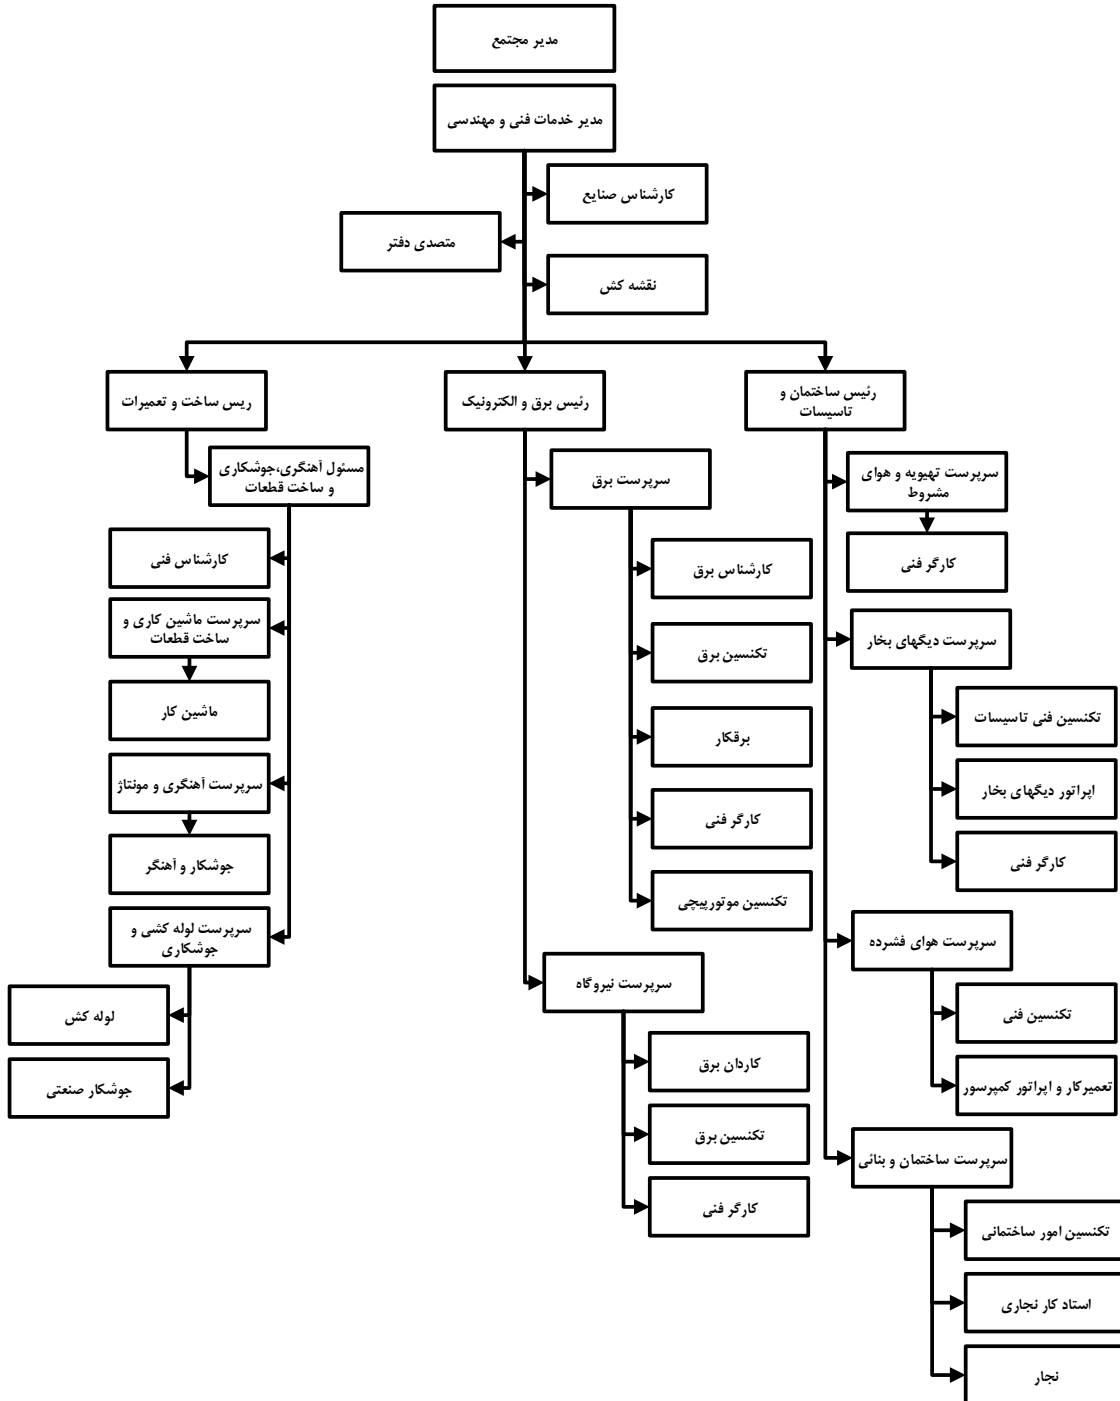 مدیر مجتمع
مدیر خدمات فنی و مهندسی
کارشناس صنایع
متصدی دفتر
نقشه کش
رئیس ساختمان و
تاسیسات
سرپرست تهیویه و هوای
مشروط
کارگر فنی
سرپرست دیگهای بخار
تکنسین فنی تاسیسات
اپراتور دیگهای بخار
کارگر فنی
سرپرست هوای فشرده
تکنسین فنی
تعمیرکار و اپراتور کمپرسور
سرپرست ساختمان و بنائی
تکنسین امور ساختمانی
استاد کار نجاری
نجار
رئیس برق و الکترونیک
سرپرست برق
کارشناس برق
تکنسین برق
برقکار
کارگر فنی
تکنسین موتورپیچی
سرپرست نیروگاه
کاردان برق
تکنسین برق
کارگر فنی
ریس ساخت و تعمیرات
مسئول آهنگری،جوشکاری
و ساخت قطعات
کارشناس فنی
سرپرست ماشین کاری و
ساخت قطعات
ماشین کار
سرپرست آهنگری و مونتاژ
جوشکار و آهنگر
سرپرست لوله کشی و
جوشکاری
لوله کش
جوشکار صنعتی